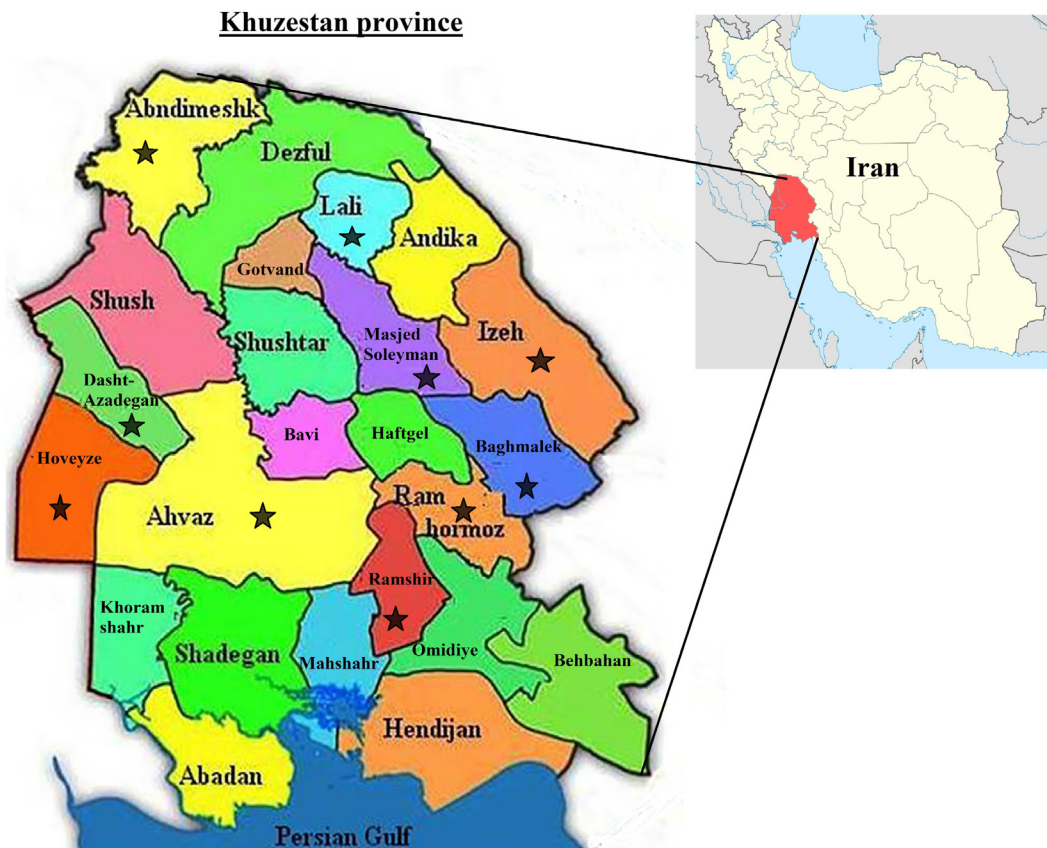 Khuzestan province
Iran
Abndimeshk
Dezful
Lali
Andika
Gotvand
Shush
Shushtar
Masjed
Soleyman
Izeh
Dasht-
Azadegan
Bavi
Haftgel
Baghmalek
Hoveyze
Ahvaz
Ram
hormoz
Ramshir
Khoram
shahr
Shadegan
Mahshahr
Omidiye
Behbahan
Hendijan
Abadan
Persian Gulf